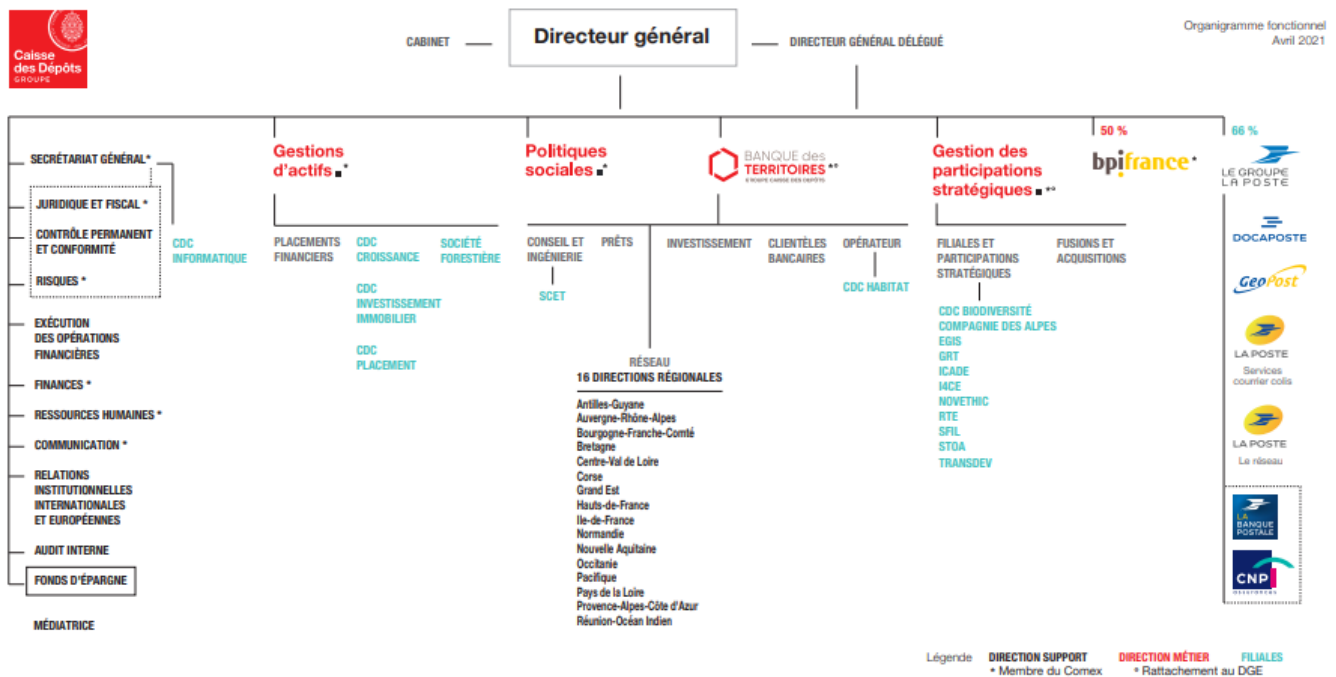 Caisse
des Dépôts
GROUPE
CABINET
Directeur général
DIRECTEUR GÉNÉRAL DÉLÉGUÉ
Organigramme fonctionnel
Avril 2021
SECRÉTARIAT GÉNÉRAL*
JURIDIQUE ET FISCAL *
CONTRÔLE PERMANENT
ET CONFORMITÉ
RISQUES *
CDC
INFORMATIQUE
EXÉCUTION
DES OPÉRATIONS
FINANCIÈRES
FINANCES *
RESSOURCES HUMAINES *
COMMUNICATION *
RELATIONS
INSTITUTIONNELLES
INTERNATIONALES
ET EUROPÉENNES
AUDIT INTERNE
FONDS D'ÉPARGNE
MÉDIATRICE
Gestions
d'actifs ■*
PLACEMENTS
FINANCIERS
CDC
CROISSANCE
CDC
INVESTISSEMENT
IMMOBILIER
CDC
PLACEMENT
SOCIÉTÉ
FORESTIÈRE
Politiques
sociales ■*
BANQUE des
TERRITOIRES *°
GROUPE CAISSE DES DÉPÔTS
CONSEIL ET
INGÉNIERIE
SCET
PRÊTS
INVESTISSEMENT
CLIENTÈLES
BANCAIRES
OPÉRATEUR
CDC HABITAT
RÉSEAU
16 DIRECTIONS RÉGIONALES
Antilles-Guyane
Auvergne-Rhône-Alpes
Bourgogne-Franche-Comté
Bretagne
Centre-Val de Loire
Corse
Grand Est
Hauts-de-France
Ile-de-France
Normandie
Nouvelle Aquitaine
Occitanie
Pacifique
Pays de la Loire
Provence-Alpes-Côte d'Azur
Réunion-Océan Indien
Gestion des
participations
stratégiques ■ *°
FILIALES ET
PARTICIPATIONS
STRATÉGIQUES
CDC BIODIVERSITÉ
COMPAGNIE DES ALPES
EGIS
GRT
ICADE
I4CE
NOVETHIC
RTE
SFIL
STOA
TRANSDEV
FUSIONS ET
ACQUISITIONS
50 %
bpifrance *
66 %
LE GROUPE
LA POSTE
DOCAPOSTE
GeoPost
LA POSTE
Services
courrier colis
LA POSTE
Le réseau
LA
BANQUE
POSTALE
CNP
assurances
Légende DIRECTION SUPPORT DIRECTION MÉTIER FILIALES
* Membre du Comex ° Rattachement au DGE